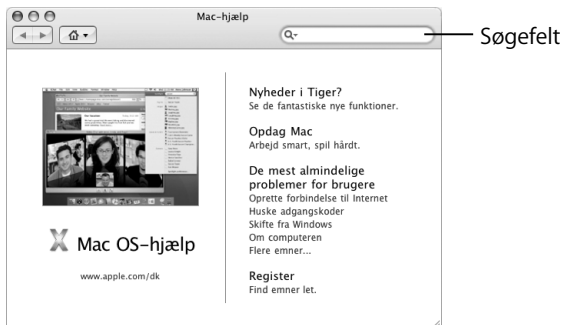 Mac-hjælp
Søgefelt
Nyheder i Tiger?
Se de fantastiske nye funktioner.
Opdag Mac
Arbejd smart, spil hårdt.
De mest almindelige
problemer for brugere
Oprette forbindelse til Internet
Huske adgangskoder
Skifte fra Windows
Om computeren
Flere emner...
Register
Find emner let.
Mac OS-hjælp
www.apple.com/dk